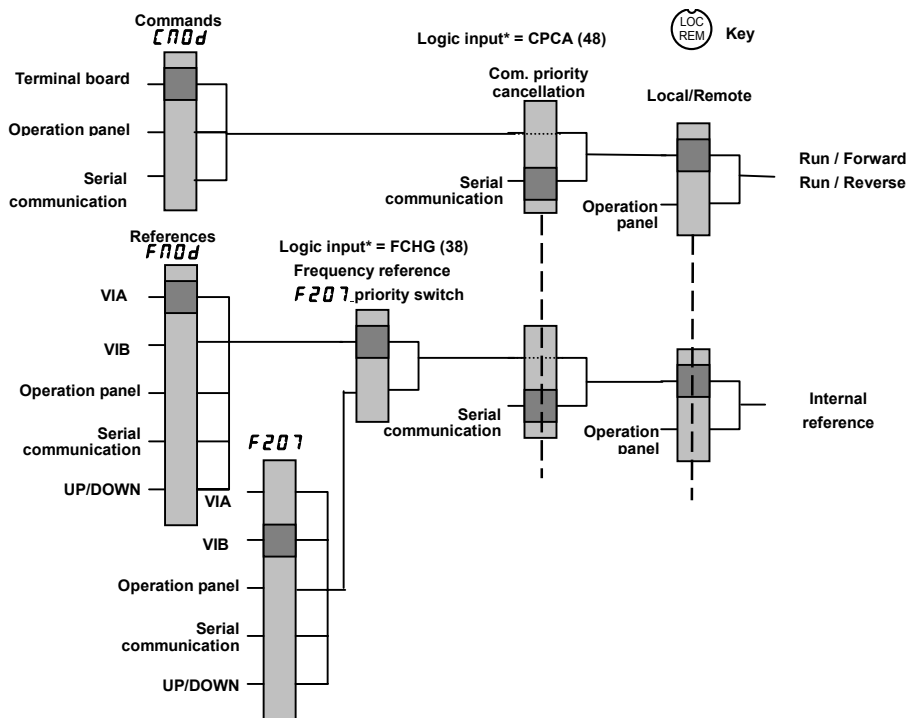 Commands
CMOd
Logic input* = CPCA (48)
LOC
REM
Key
Com. priority
cancellation
Local/Remote
Terminal board
Operation panel
Serial
communication
Serial
communication
Operation
panel
Run / Forward
Run / Reverse
References
FMOd
Logic input* = FCHG (38)
Frequency reference
F207 priority switch
VIA
VIB
Operation panel
Serial
communication
UP/DOWN
Serial
communication
Operation
panel
Internal
reference
F207
VIA
VIB
Operation panel
Serial
communication
UP/DOWN